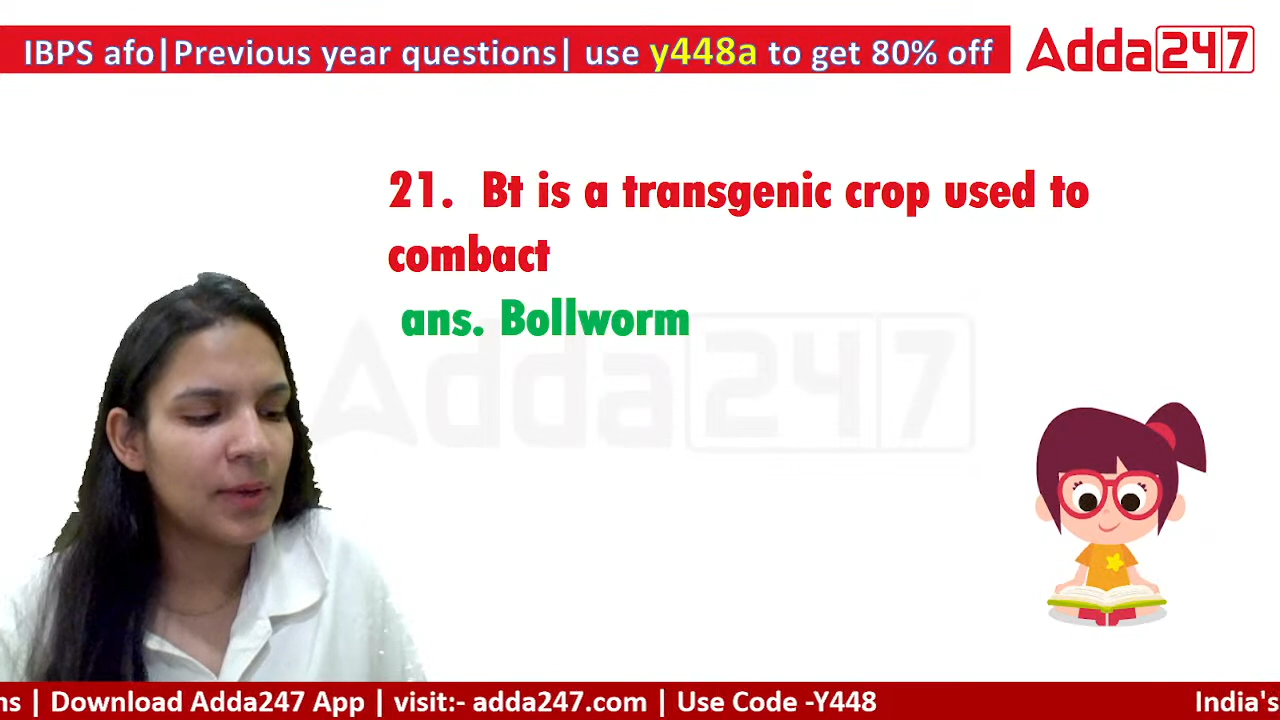 IBPS afo|Previous year questions| use y448a to get 80% off
Adda247
21. Bt is a transgenic crop used to
combact
ans. Bollworm
Adda247
ns | Download Adda247 App | visit:- adda247.com | Use Code -Y448
India's